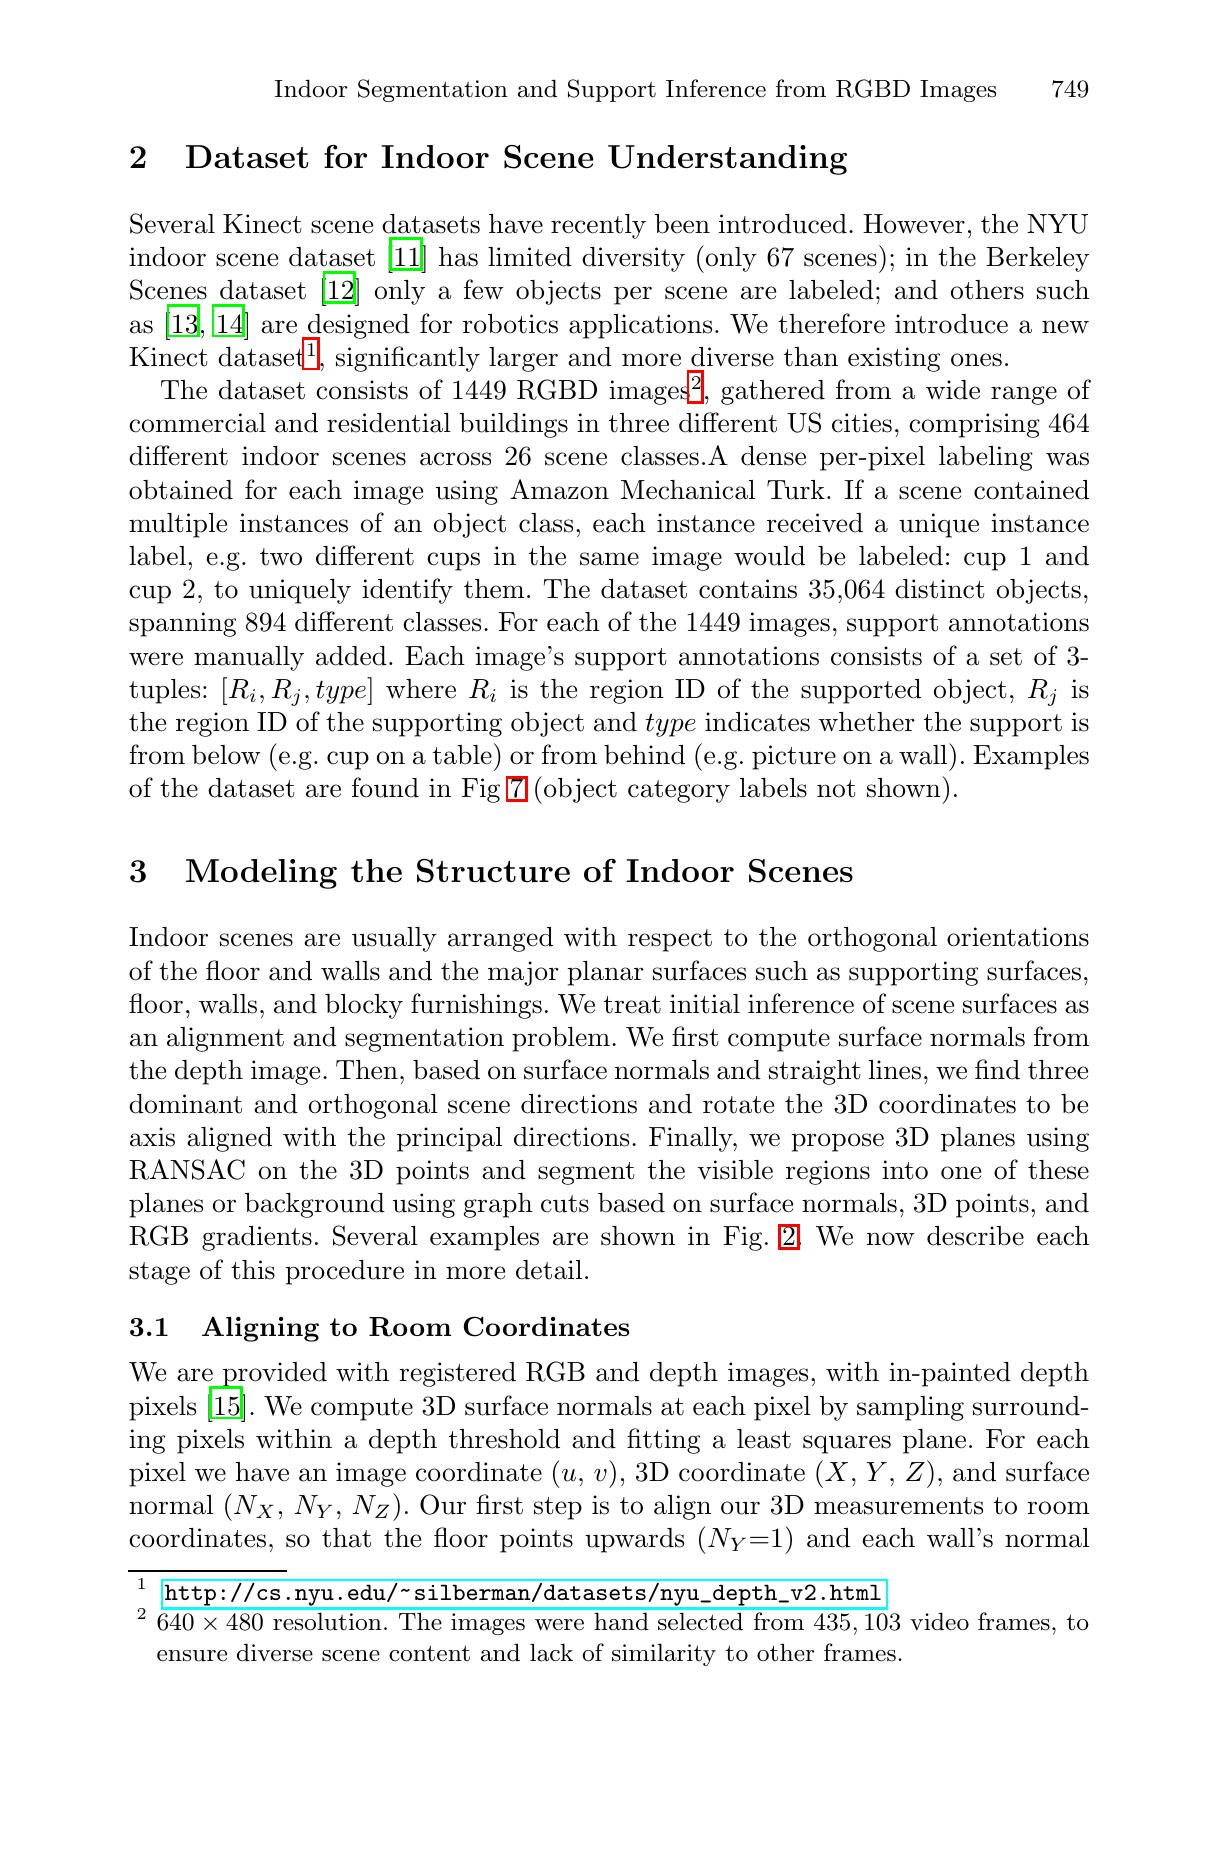 Indoor Segmentation and Support Inference from RGBD Images 749
2 Dataset for Indoor Scene Understanding
Several Kinect scene datasets have recently been introduced. However, the NYU
indoor scene dataset [11] has limited diversity (only 67 scenes); in the Berkeley
Scenes dataset [12] only a few objects per scene are labeled; and others such
as [13, 14] are designed for robotics applications. We therefore introduce a new
Kinect dataset¹, significantly larger and more diverse than existing ones.
The dataset consists of 1449 RGBD images², gathered from a wide range of
commercial and residential buildings in three different US cities, comprising 464
different indoor scenes across 26 scene classes.A dense per-pixel labeling was
obtained for each image using Amazon Mechanical Turk. If a scene contained
multiple instances of an object class, each instance received a unique instance
label, e.g. two different cups in the same image would be labeled: cup 1 and
cup 2, to uniquely identify them. The dataset contains 35,064 distinct objects,
spanning 894 different classes. For each of the 1449 images, support annotations
were manually added. Each image's support annotations consists of a set of 3-
tuples: [R_i, R_j, type] where R_i is the region ID of the supported object, R_j is
the region ID of the supporting object and type indicates whether the support is
from below (e.g. cup on a table) or from behind (e.g. picture on a wall). Examples
of the dataset are found in Fig 7 (object category labels not shown).
3 Modeling the Structure of Indoor Scenes
Indoor scenes are usually arranged with respect to the orthogonal orientations
of the floor and walls and the major planar surfaces such as supporting surfaces,
floor, walls, and blocky furnishings. We treat initial inference of scene surfaces as
an alignment and segmentation problem. We first compute surface normals from
the depth image. Then, based on surface normals and straight lines, we find three
dominant and orthogonal scene directions and rotate the 3D coordinates to be
axis aligned with the principal directions. Finally, we propose 3D planes using
RANSAC on the 3D points and segment the visible regions into one of these
planes or background using graph cuts based on surface normals, 3D points, and
RGB gradients. Several examples are shown in Fig. 2. We now describe each
stage of this procedure in more detail.
3.1 Aligning to Room Coordinates
We are provided with registered RGB and depth images, with in-painted depth
pixels [15]. We compute 3D surface normals at each pixel by sampling surround-
ing pixels within a depth threshold and fitting a least squares plane. For each
pixel we have an image coordinate (u, v), 3D coordinate (X, Y, Z), and surface
normal (N_X, N_Y, N_Z). Our first step is to align our 3D measurements to room
coordinates, so that the floor points upwards (N_Y=1) and each wall's normal
¹ http://cs.nyu.edu/~silberman/datasets/nyu_depth_v2.html
² 640 × 480 resolution. The images were hand selected from 435, 103 video frames, to
ensure diverse scene content and lack of similarity to other frames.